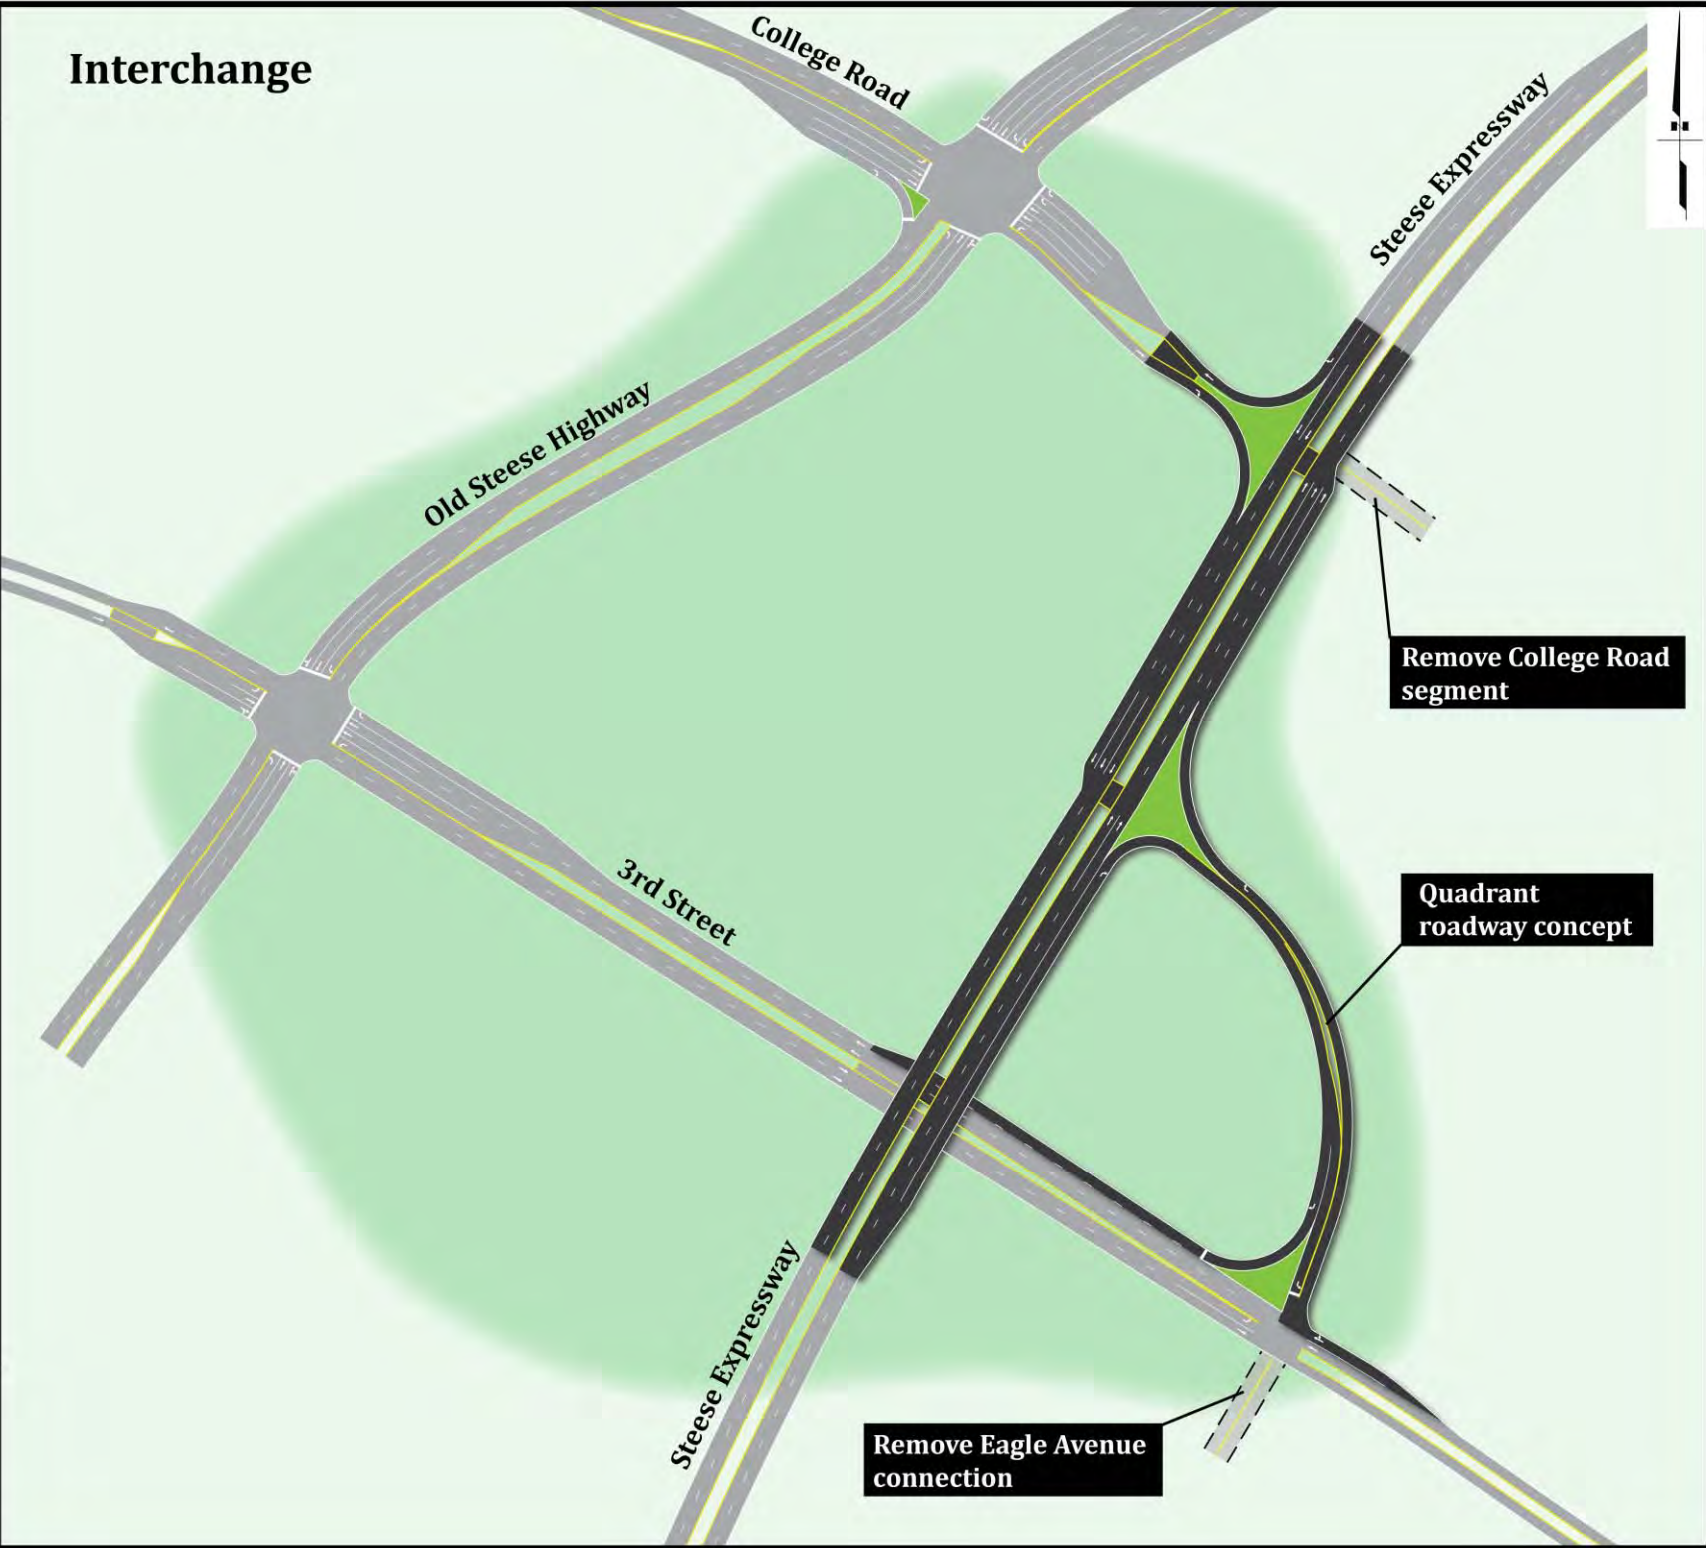 Interchange
College Road
Steese Expressway
Old Steese Highway
Remove College Road
segment
3rd Street
Quadrant
roadway concept
Steese Expressway
Remove Eagle Avenue
connection